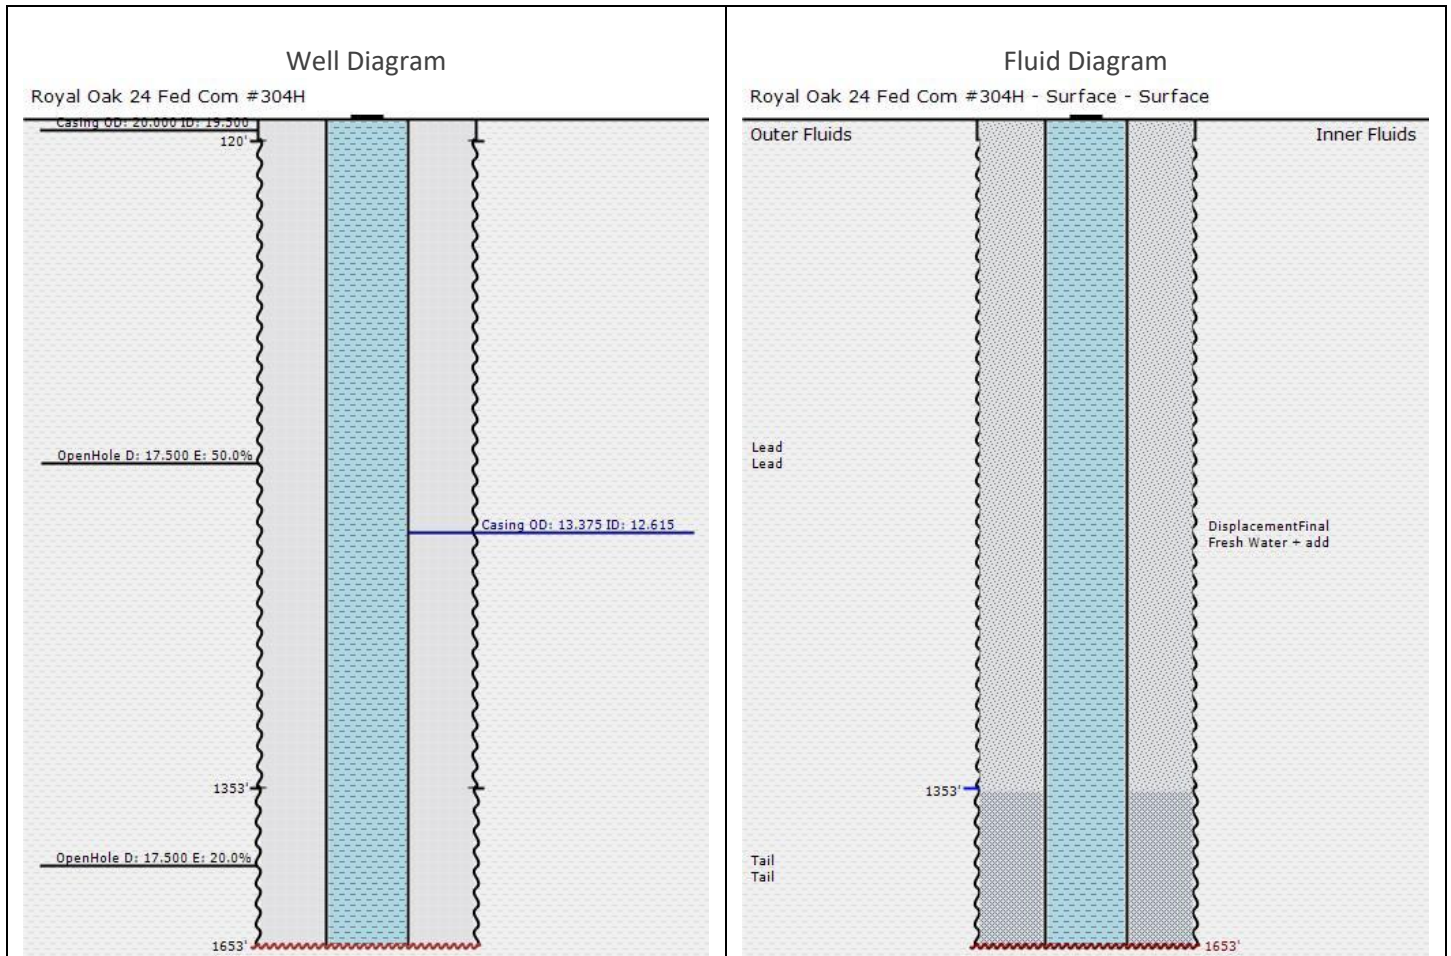 Well Diagram
Royal Oak 24 Fed Com #304H
Casing OD: 20.000 ID: 19.500
120'
OpenHole D: 17.500 E: 50.0%
Casing OD: 13.375 ID: 12.615
1353'
OpenHole D: 17.500 E: 20.0%
1653'
Fluid Diagram
Royal Oak 24 Fed Com #304H - Surface - Surface
Outer Fluids
Inner Fluids
Lead
Lead
DisplacementFinal
Fresh Water + add
1353'
Tail
Tail
1653'